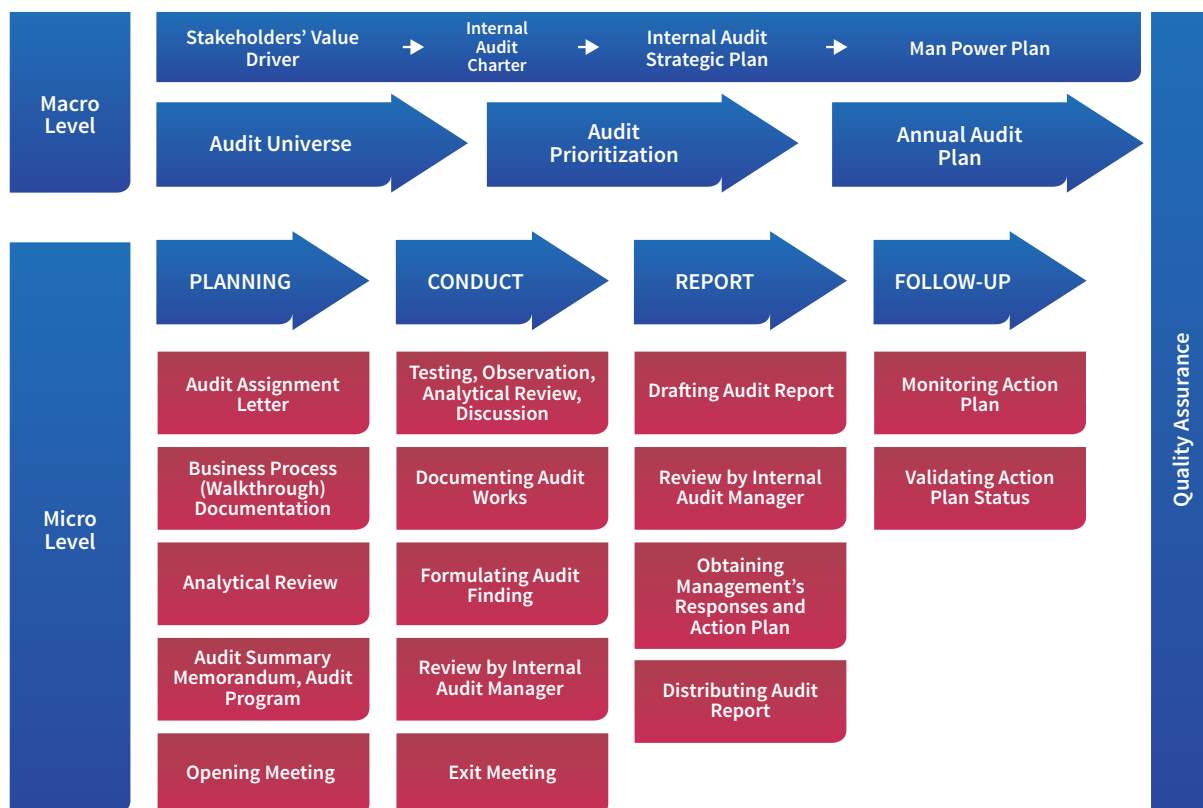 Macro
Level
Stakeholders' Value
Driver
Internal
Audit
Charter
Internal Audit
Strategic Plan
Man Power Plan
Audit Universe
Audit
Prioritization
Annual Audit
Plan
Micro
Level
PLANNING
Audit Assignment
Letter
Business Process
(Walkthrough)
Documentation
Analytical Review
Audit Summary
Memorandum, Audit
Program
Opening Meeting
CONDUCT
Testing, Observation,
Analytical Review,
Discussion
Documenting Audit
Works
Formulating Audit
Finding
Review by Internal
Audit Manager
Exit Meeting
REPORT
Drafting Audit Report
Review by Internal
Audit Manager
Obtaining
Management's
Responses and
Action Plan
Distributing Audit
Report
FOLLOW-UP
Monitoring Action
Plan
Validating Action
Plan Status
Quality Assurance